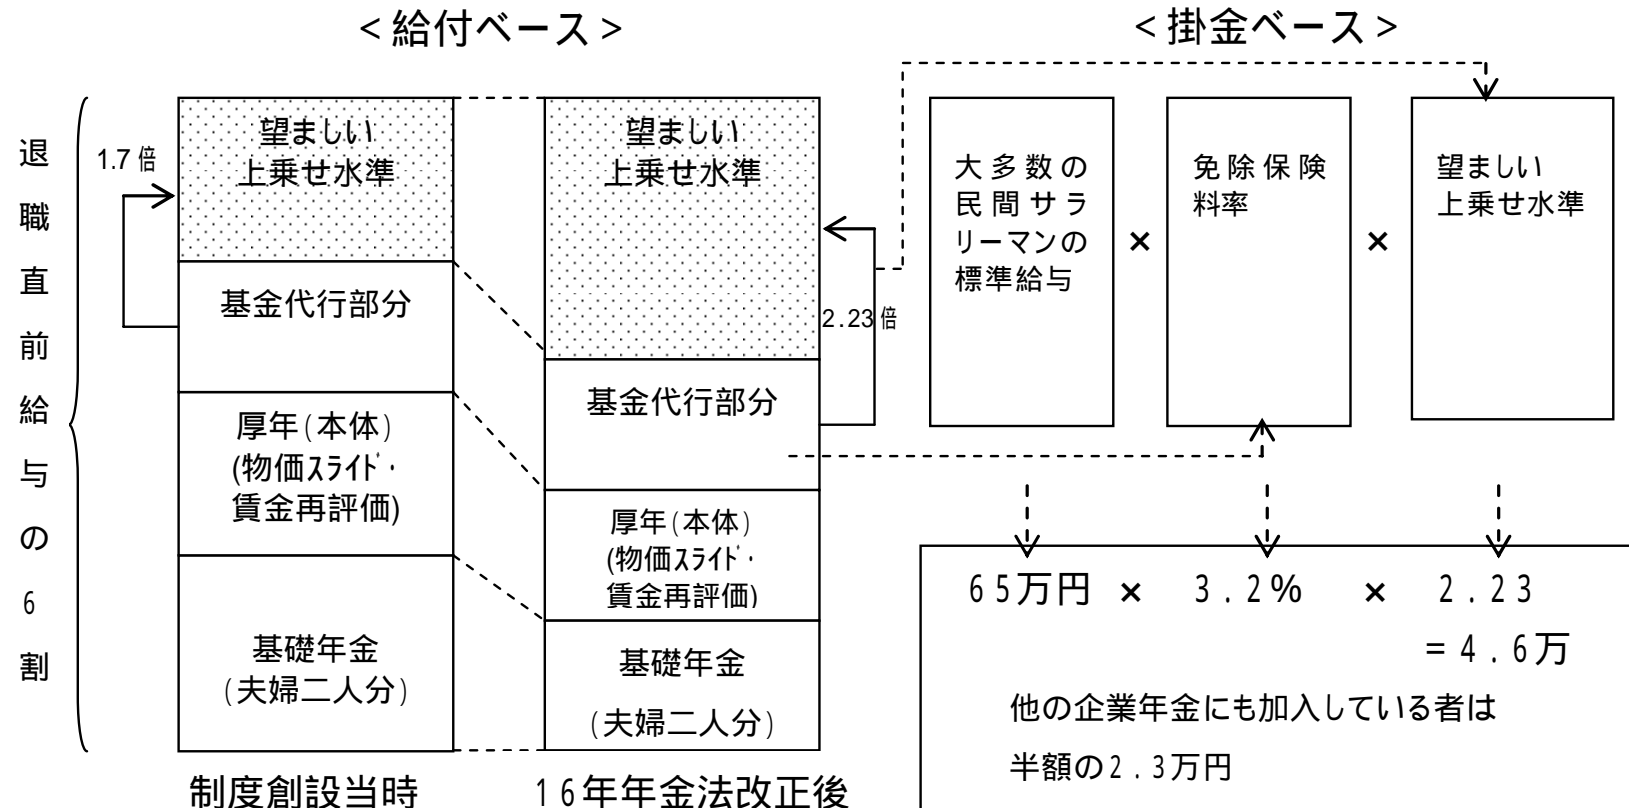 <給付ベース>
<掛金ベース>
退職直前給与の6割
1.7倍
望ましい
上乗せ水準
基金代行部分
厚年(本体)
(物価スライド・
賃金再評価)
基礎年金
(夫婦二人分)
制度創設当時
望ましい
上乗せ水準
2.23倍
基金代行部分
厚年(本体)
(物価スライド・
賃金再評価)
基礎年金
(夫婦二人分)
16年年金法改正後
大多数の
民間サラ
リーマンの
標準給与
×
免除保険
料率
×
望ましい
上乗せ水準
65万円 × 3.2% × 2.23
=4.6万
他の企業年金にも加入している者は
半額の2.3万円